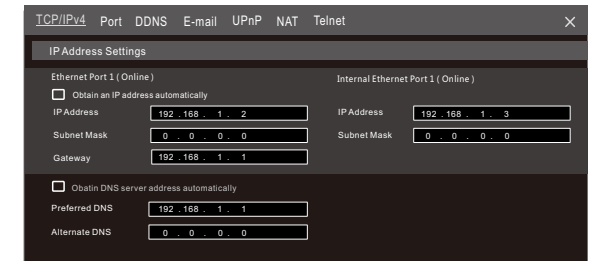 TCP/IPv4 Port DDNS E-mail UPnP NAT Telnet
IP Address Settings
Ethernet Port 1 ( Online )
Obtain an IP address automatically
IP Address 192 . 168 . 1 . 2
Subnet Mask 0 . 0 . 0 . 0
Gateway 192 . 168 . 1 . 1
Internal Ethernet Port 1 ( Online )
IP Address 192 . 168 . 1 . 3
Subnet Mask 0 . 0 . 0 . 0
Obatin DNS server address automatically
Preferred DNS 192 . 168 . 1 . 1
Alternate DNS 0 . 0 . 0 . 0